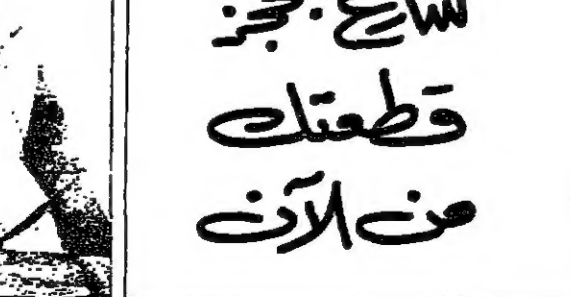 سارع بحجز
قطعتك
من الآن